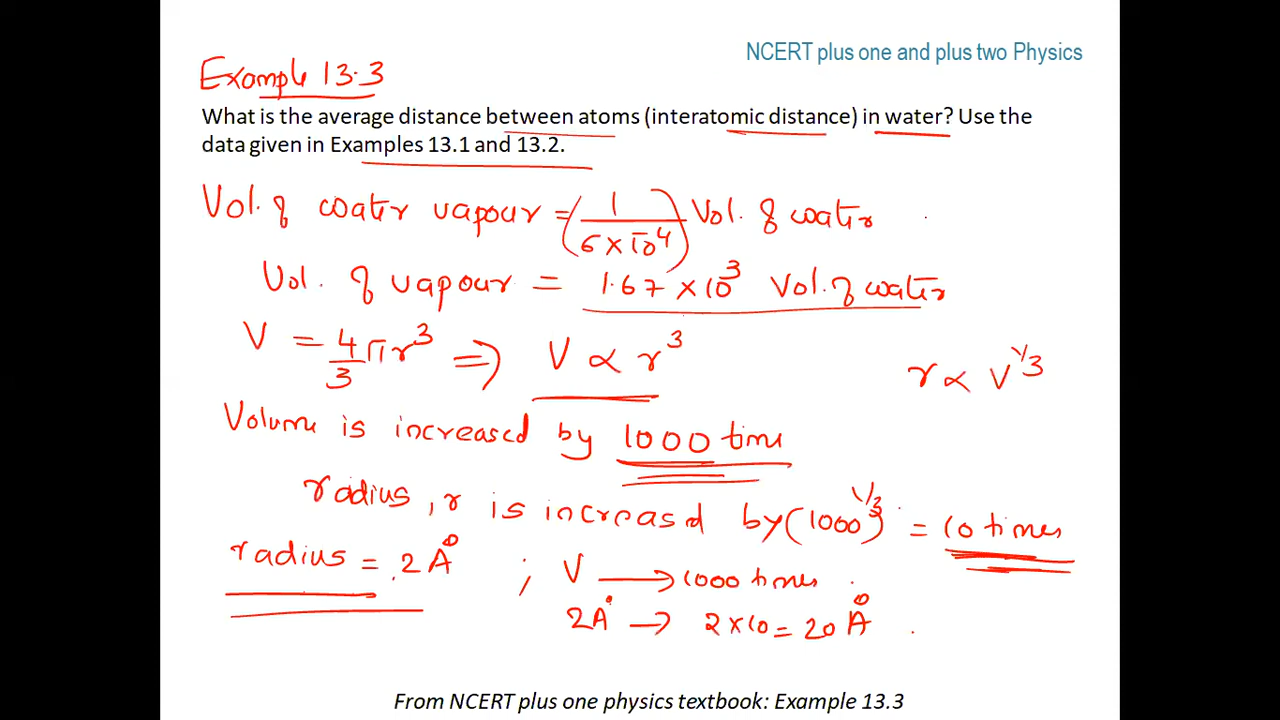 NCERT plus one and plus two Physics
Example 13.3
What is the average distance between atoms (interatomic distance) in water? Use the
data given in Examples 13.1 and 13.2.
Vol. of water vapour = (1/6×10⁻⁴) Vol. of water
Vol. of vapour = 1.67 × 10³ Vol. of water
V = 4/3 πr³ ⇒ V ∝ r³ r ∝ V^1/3
Volume is increased by 1000 times
radius, r is increased by (1000)^1/3 = 10 times
radius = 2 Å ; V → 1000 times
2Å → 2×10 = 20 Å
From NCERT plus one physics textbook: Example 13.3